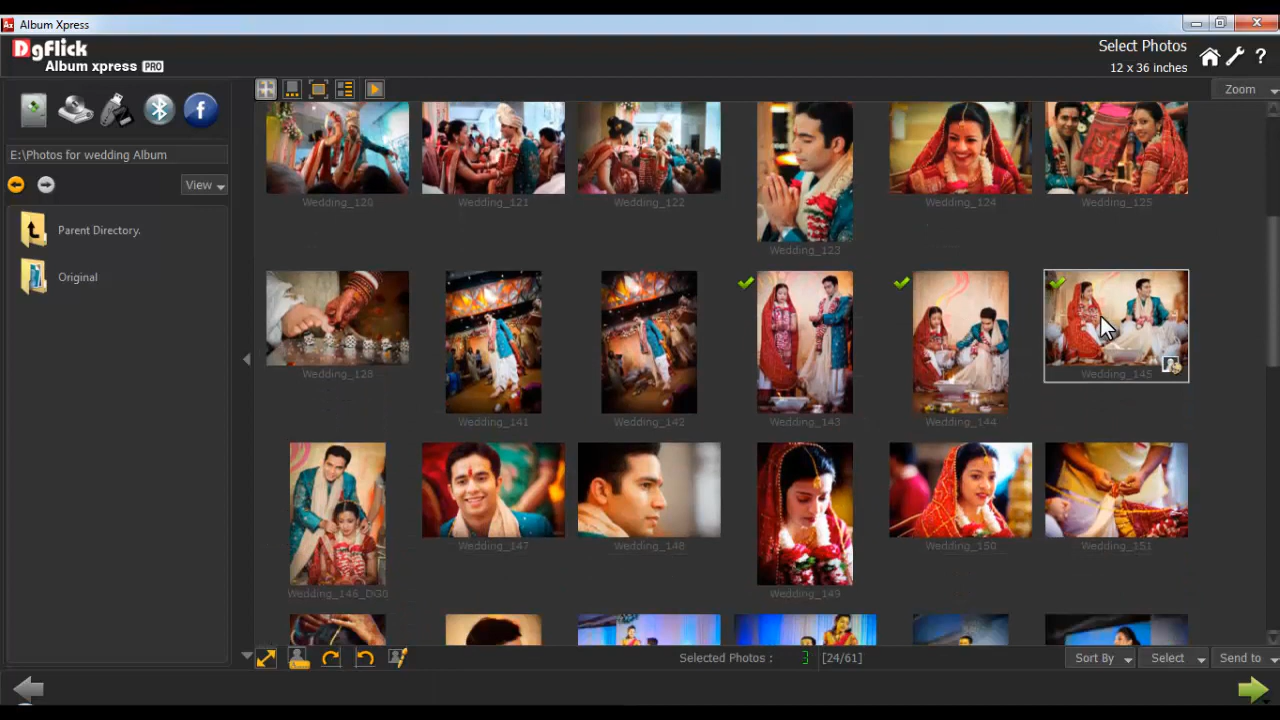 Album Xpress
DgFlick
Album xpress PRO
Select Photos
12 x 36 inches
Zoom
E:\Photos for wedding Album
View
Parent Directory.
Original
Wedding_120
Wedding_121
Wedding_122
Wedding_123
Wedding_124
Wedding_125
Wedding_128
Wedding_141
Wedding_142
Wedding_143
Wedding_144
Wedding_145
Wedding_146_DG0
Wedding_147
Wedding_148
Wedding_149
Wedding_150
Wedding_151
Selected Photos : 3 [24/61]
Sort By
Select
Send to